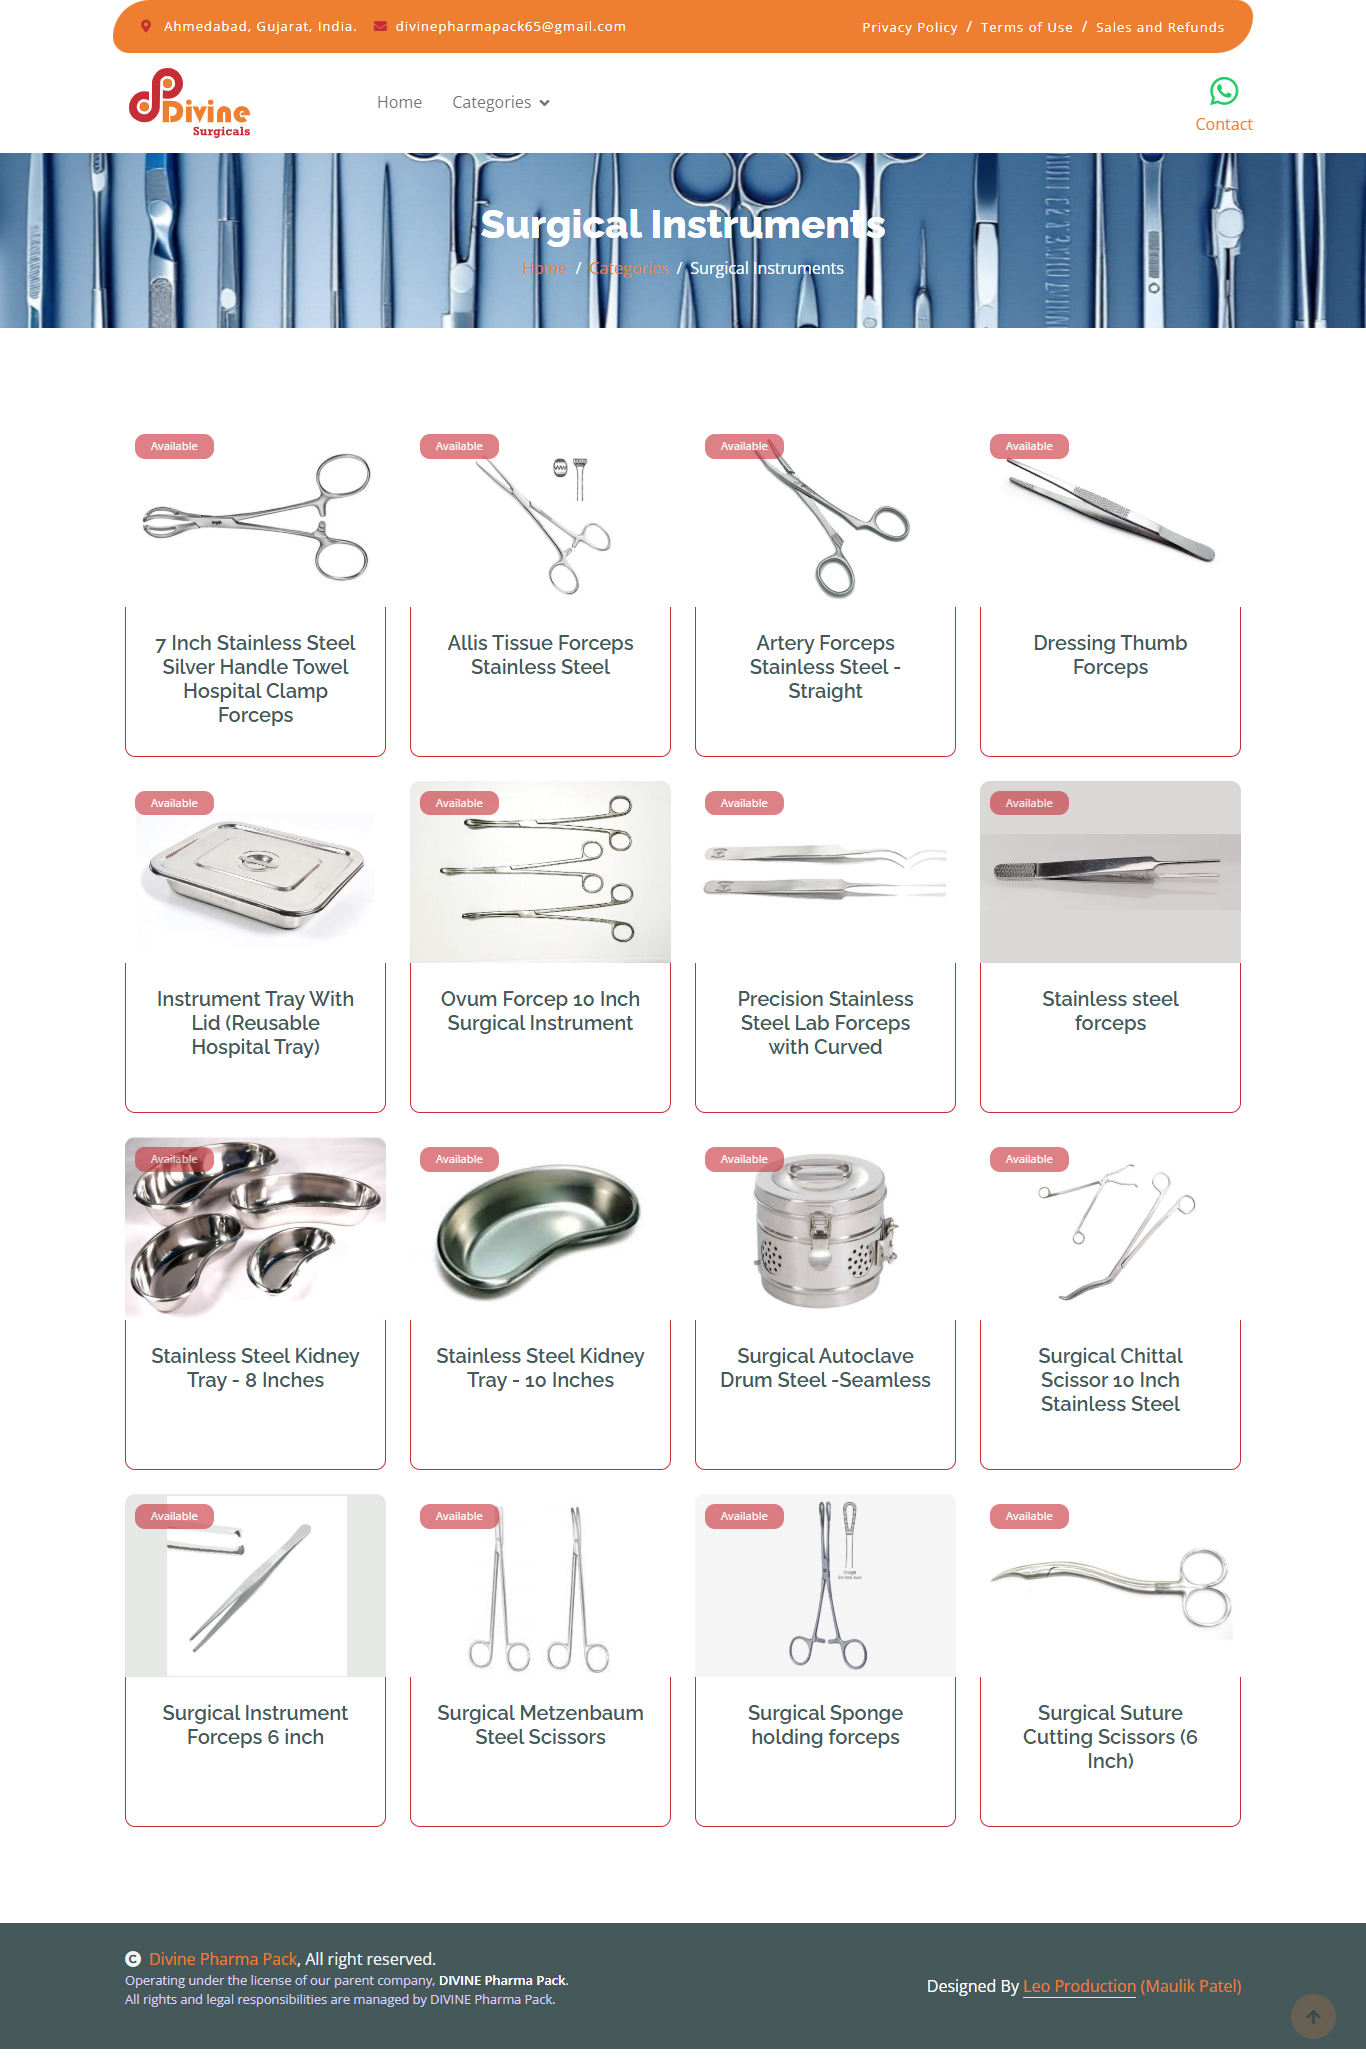 Ahmedabad, Gujarat, India. divinepharmapack65@gmail.com
Privacy Policy / Terms of Use / Sales and Refunds
Divine
Surgicals
Home Categories
Contact
Surgical Instruments
Home / Categories / Surgical Instruments
Available
7 Inch Stainless Steel
Silver Handle Towel
Hospital Clamp
Forceps
Available
Allis Tissue Forceps
Stainless Steel
Available
Artery Forceps
Stainless Steel -
Straight
Available
Dressing Thumb
Forceps
Available
Instrument Tray With
Lid (Reusable
Hospital Tray)
Available
Ovum Forcep 10 Inch
Surgical Instrument
Available
Precision Stainless
Steel Lab Forceps
with Curved
Available
Stainless steel
forceps
Available
Stainless Steel Kidney
Tray - 8 Inches
Available
Stainless Steel Kidney
Tray - 10 Inches
Available
Surgical Autoclave
Drum Steel -Seamless
Available
Surgical Chittal
Scissor 10 Inch
Stainless Steel
Available
Surgical Instrument
Forceps 6 inch
Available
Surgical Metzenbaum
Steel Scissors
Available
Surgical Sponge
holding forceps
Available
Surgical Suture
Cutting Scissors (6
Inch)
© Divine Pharma Pack, All right reserved.
Operating under the license of our parent company, DIVINE Pharma Pack.
All rights and legal responsibilities are managed by DIVINE Pharma Pack.
Designed By Leo Production (Maulik Patel)